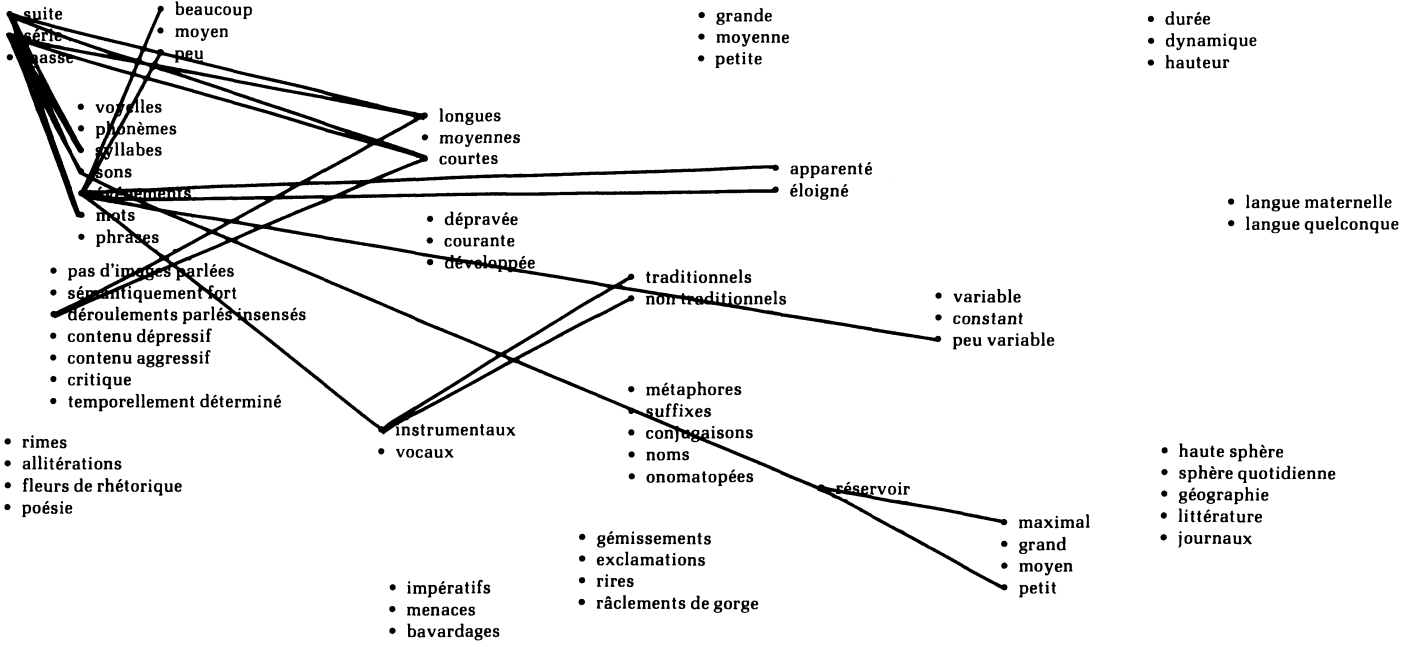 suite
série
masse
beaucoup
moyen
peu
grande
moyenne
petite
durée
dynamique
hauteur
voyelles
phonèmes
syllabes
sons
événements
mots
phrases
longues
moyennes
courtes
apparenté
éloigné
langue maternelle
langue quelconque
dépravée
courante
développée
pas d'images parlées
sémantiquement fort
déroulements parlés insensés
contenu dépressif
contenu aggressif
critique
temporellement déterminé
traditionnels
non traditionnels
variable
constant
peu variable
rimes
allitérations
fleurs de rhétorique
poésie
instrumentaux
vocaux
métaphores
suffixes
conjugaisons
noms
onomatopées
réservoir
maximal
grand
moyen
petit
haute sphère
sphère quotidienne
géographie
littérature
journaux
gémissements
exclamations
rires
râclements de gorge
impératifs
menaces
bavardages